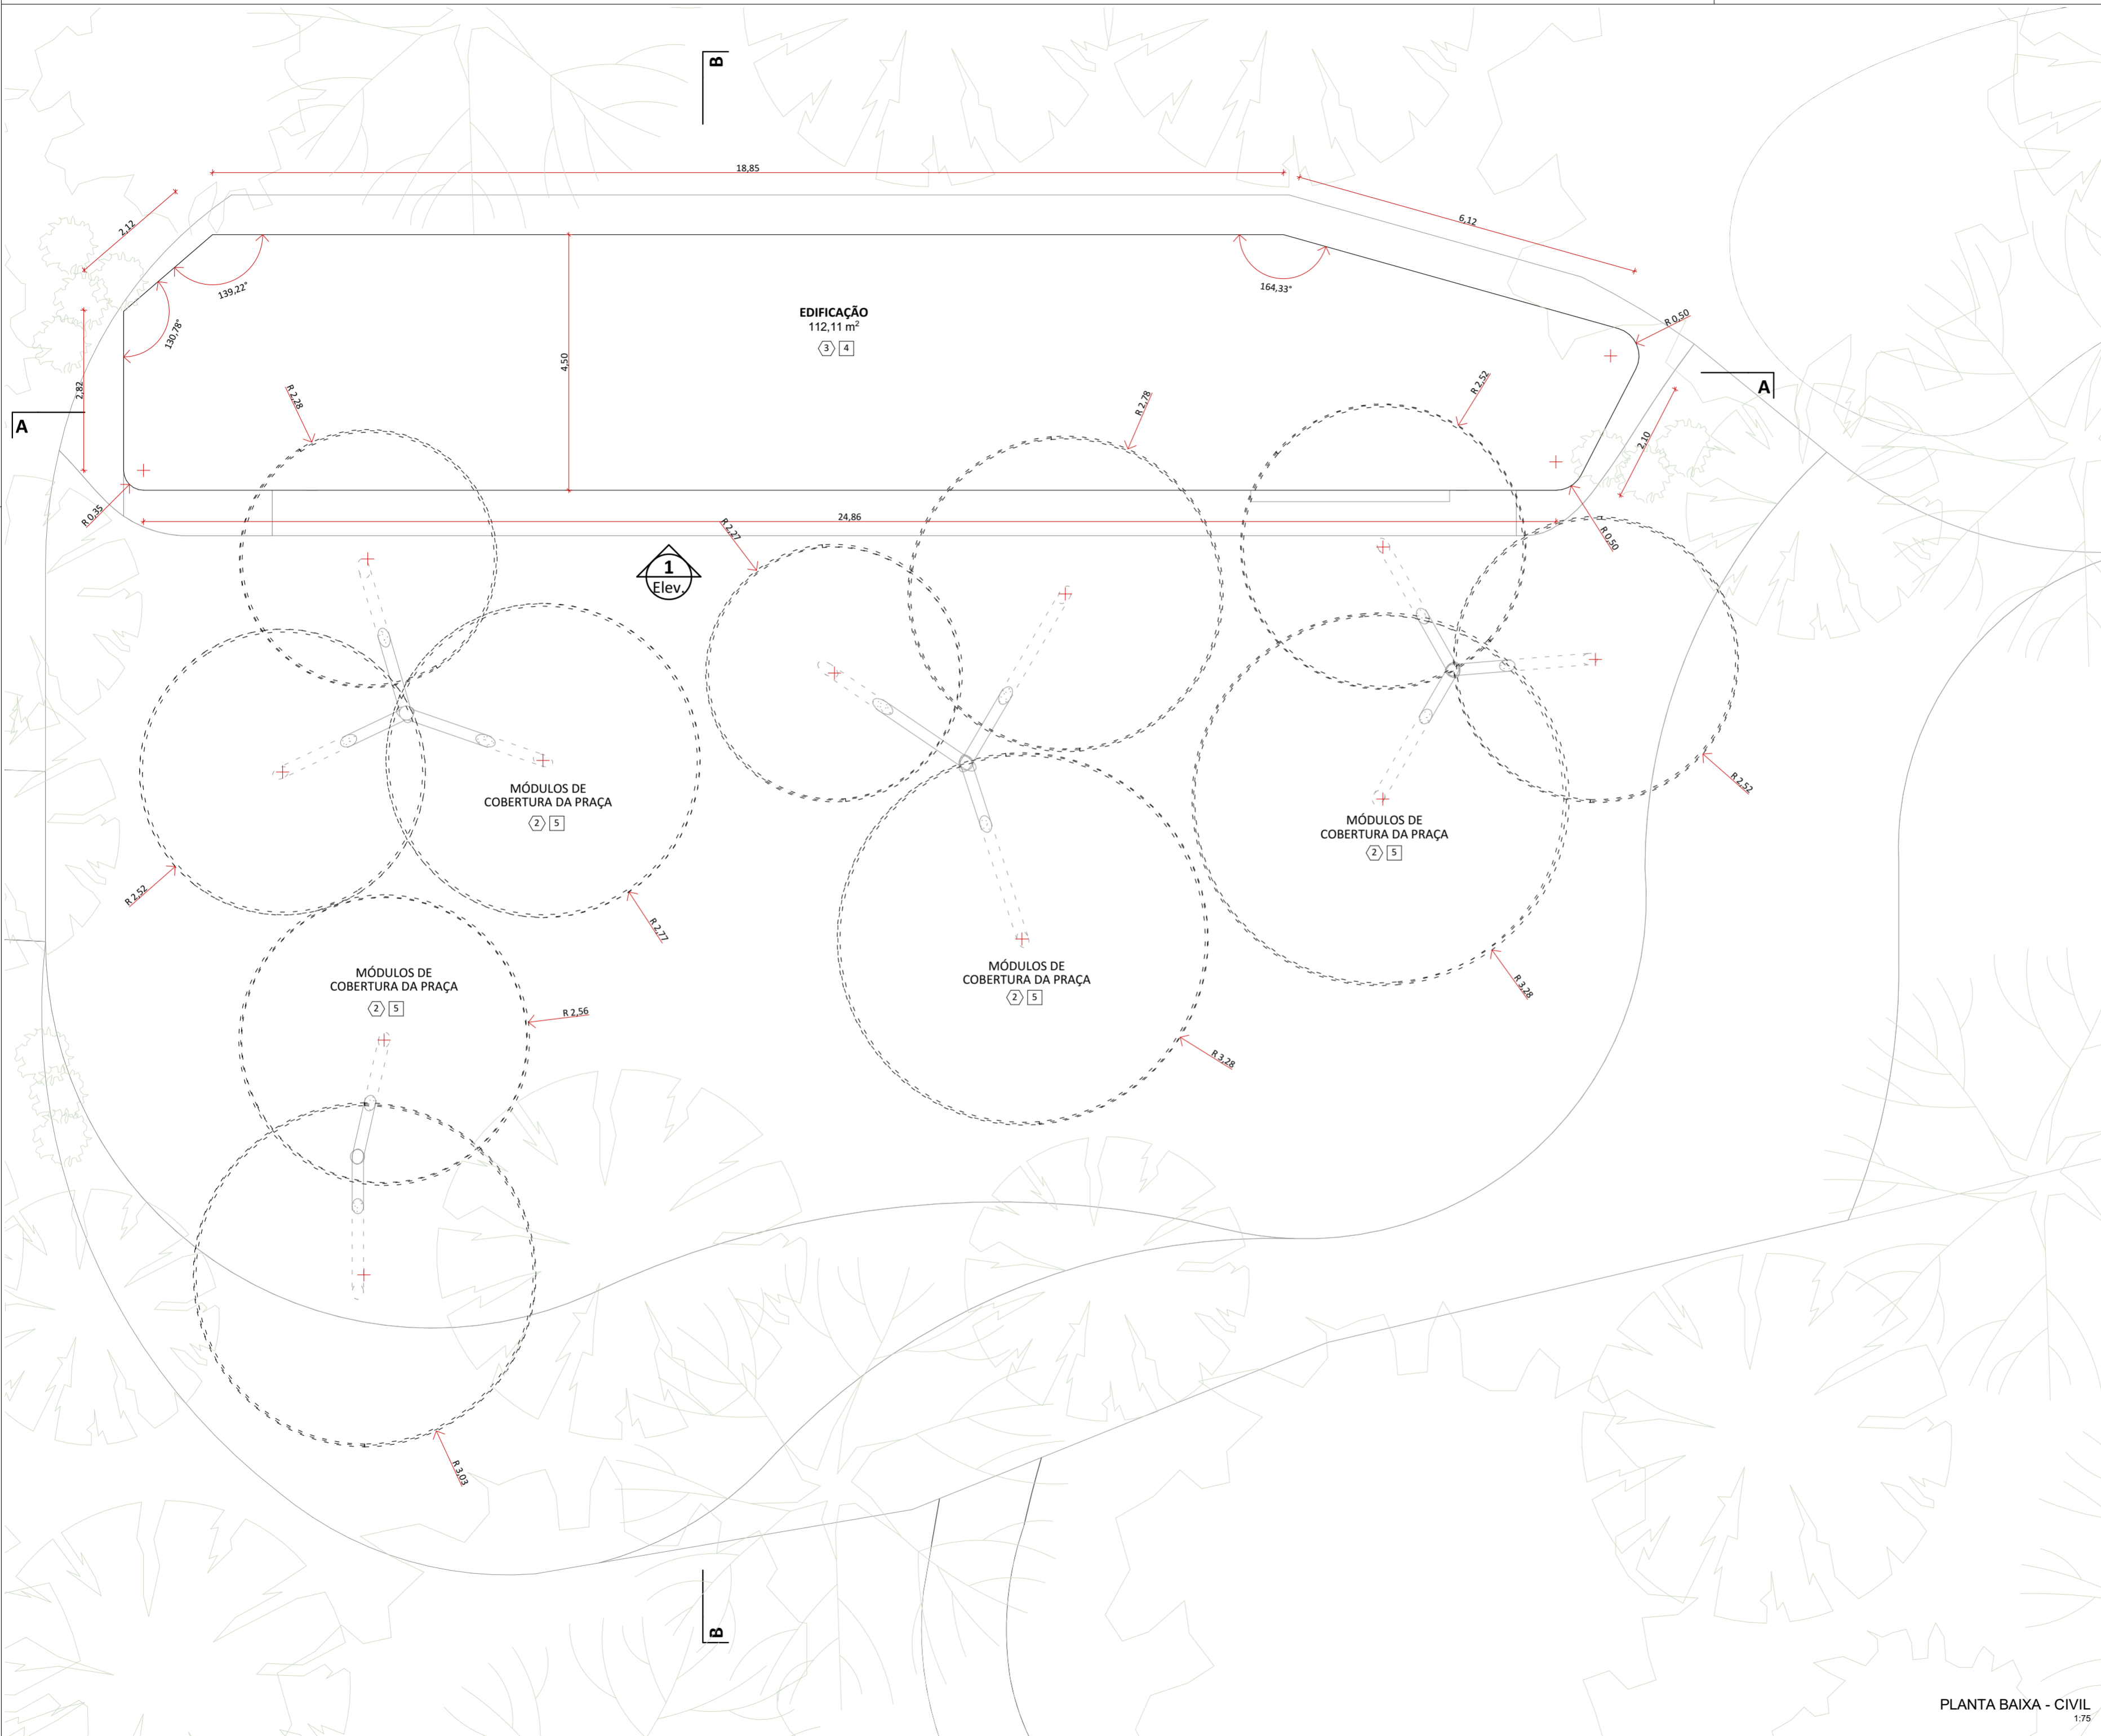 B
18,85
6,12
2,12
139,22°
164,33°
130,78°
EDIFICAÇÃO
112,11 m²
3 4
R 0,50
2,82
4,50
R 2,28
R 2,78
R 2,52
A
A
2,10
R 0,35
24,86
R 2,27
R 0,50
1
Elev.
MÓDULOS DE
COBERTURA DA PRAÇA
2 5
R 2,52
MÓDULOS DE
COBERTURA DA PRAÇA
2 5
R 2,52
R 2,77
MÓDULOS DE
COBERTURA DA PRAÇA
2 5
MÓDULOS DE
COBERTURA DA PRAÇA
2 5
R 3,28
R 2,56
R 3,28
R 3,03
B
PLANTA BAIXA - CIVIL
1:75